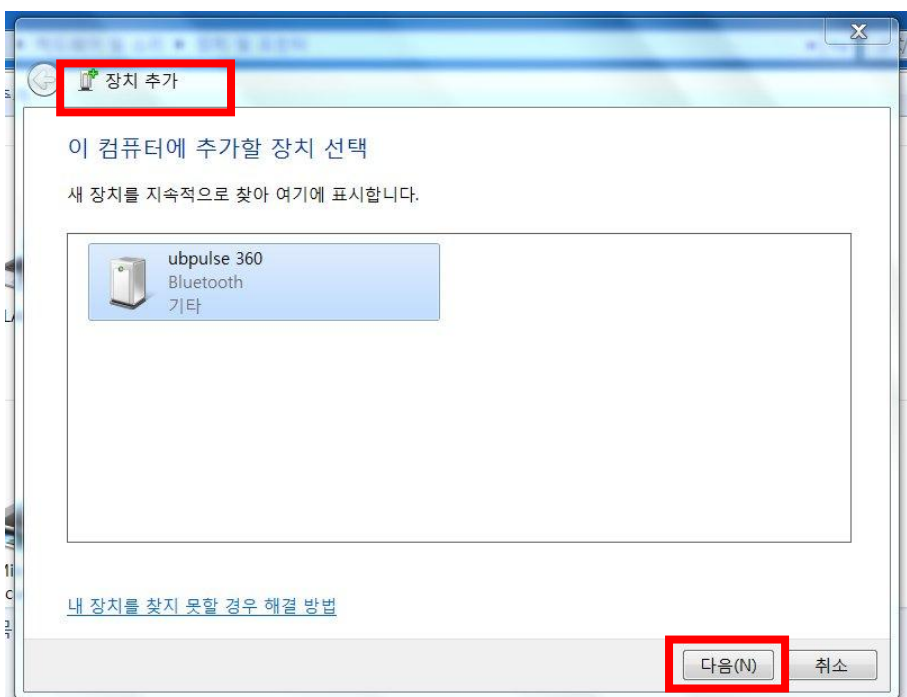 장치 추가
이 컴퓨터에 추가할 장치 선택
새 장치를 지속적으로 찾아 여기에 표시합니다.
ubpulse 360
Bluetooth
기타
내 장치를 찾지 못할 경우 해결 방법
다음(N)
취소